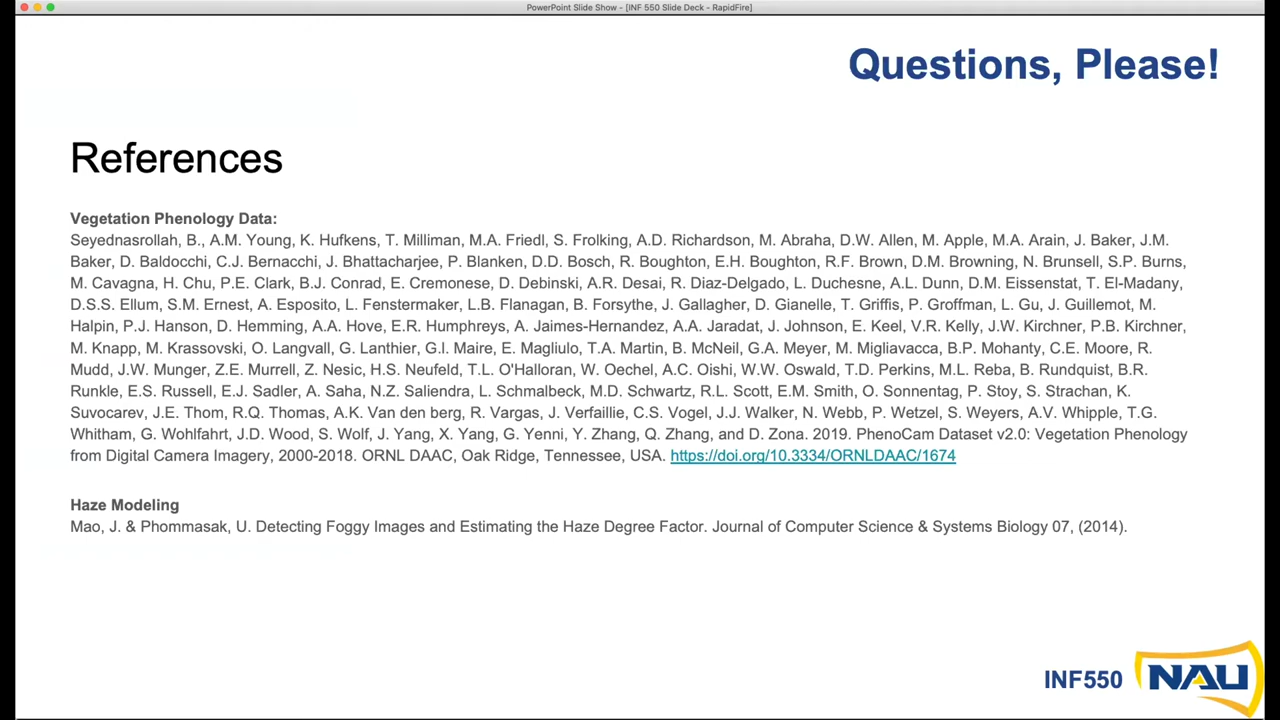 PowerPoint Slide Show - [INF 550 Slide Deck - RapidFire]
Questions, Please!
References
Vegetation Phenology Data:
Seyednasrollah, B., A.M. Young, K. Hufkens, T. Milliman, M.A. Friedl, S. Frolking, A.D. Richardson, M. Abraha, D.W. Allen, M. Apple, M.A. Arain, J. Baker, J.M.
Baker, D. Baldocchi, C.J. Bernacchi, J. Bhattacharjee, P. Blanken, D.D. Bosch, R. Boughton, E.H. Boughton, R.F. Brown, D.M. Browning, N. Brunsell, S.P. Burns,
M. Cavagna, H. Chu, P.E. Clark, B.J. Conrad, E. Cremonese, D. Debinski, A.R. Desai, R. Diaz-Delgado, L. Duchesne, A.L. Dunn, D.M. Eissenstat, T. El-Madany,
D.S.S. Ellum, S.M. Ernest, A. Esposito, L. Fenstermaker, L.B. Flanagan, B. Forsythe, J. Gallagher, D. Gianelle, T. Griffis, P. Groffman, L. Gu, J. Guillemot, M.
Halpin, P.J. Hanson, D. Hemming, A.A. Hove, E.R. Humphreys, A. Jaimes-Hernandez, A.A. Jaradat, J. Johnson, E. Keel, V.R. Kelly, J.W. Kirchner, P.B. Kirchner,
M. Knapp, M. Krassovski, O. Langvall, G. Lanthier, G.l. Maire, E. Magliulo, T.A. Martin, B. McNeil, G.A. Meyer, M. Migliavacca, B.P. Mohanty, C.E. Moore, R.
Mudd, J.W. Munger, Z.E. Murrell, Z. Nesic, H.S. Neufeld, T.L. O'Halloran, W. Oechel, A.C. Oishi, W.W. Oswald, T.D. Perkins, M.L. Reba, B. Rundquist, B.R.
Runkle, E.S. Russell, E.J. Sadler, A. Saha, N.Z. Saliendra, L. Schmalbeck, M.D. Schwartz, R.L. Scott, E.M. Smith, O. Sonnentag, P. Stoy, S. Strachan, K.
Suvocarev, J.E. Thom, R.Q. Thomas, A.K. Van den berg, R. Vargas, J. Verfaillie, C.S. Vogel, J.J. Walker, N. Webb, P. Wetzel, S. Weyers, A.V. Whipple, T.G.
Whitham, G. Wohlfahrt, J.D. Wood, S. Wolf, J. Yang, X. Yang, G. Yenni, Y. Zhang, Q. Zhang, and D. Zona. 2019. PhenoCam Dataset v2.0: Vegetation Phenology
from Digital Camera Imagery, 2000-2018. ORNL DAAC, Oak Ridge, Tennessee, USA. https://doi.org/10.3334/ORNLDAAC/1674
Haze Modeling
Mao, J. & Phommasak, U. Detecting Foggy Images and Estimating the Haze Degree Factor. Journal of Computer Science & Systems Biology 07, (2014).
INF550
NAU